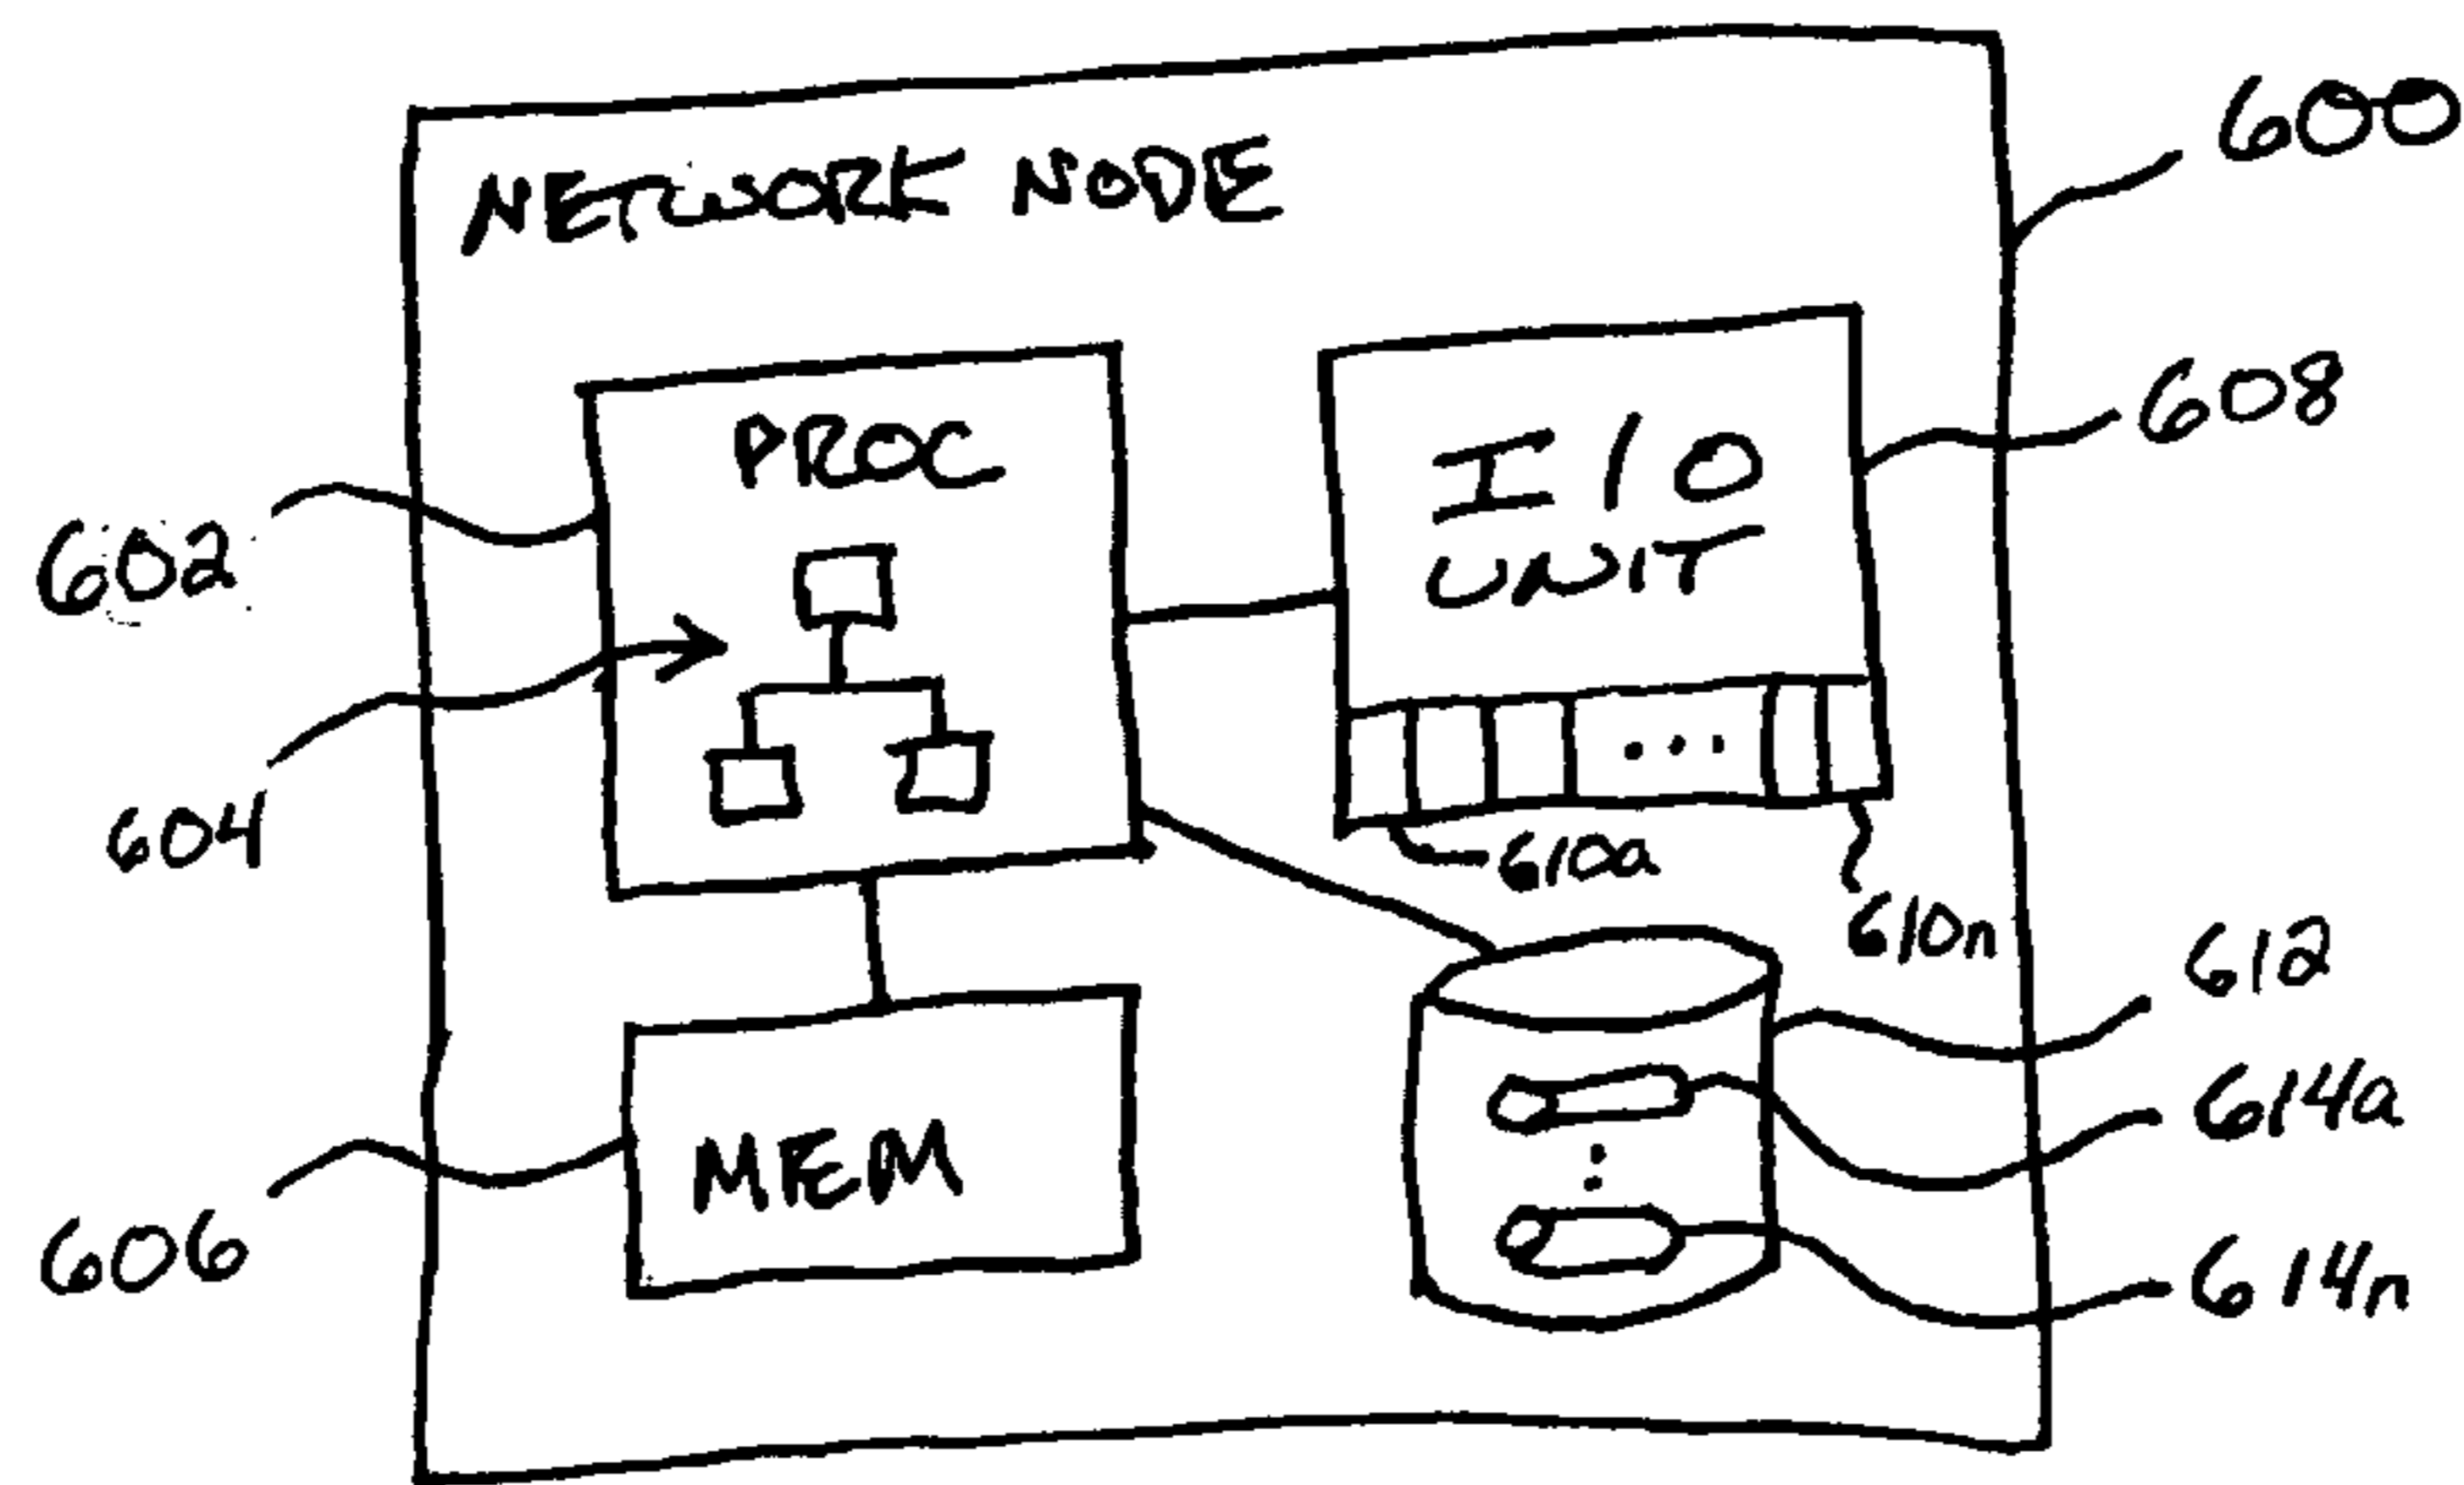 NETWORK NODE
600
PROC
I/O
UNIT
608
602
604
610a
610n
612
614a
MEM
606
614n